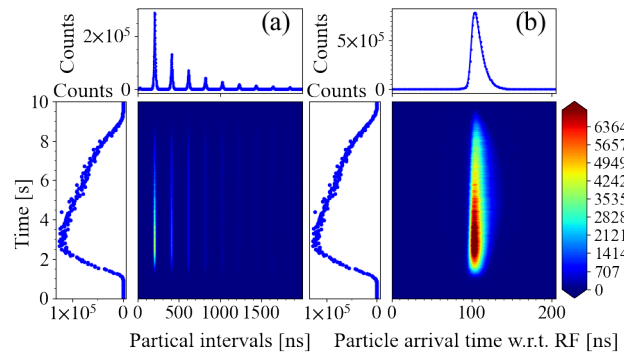 (a)
(b)
Counts
2×10⁵
0
Counts
5×10⁵
0
Counts
Counts
10
8
6
4
2
0
Time [s]
6364
5657
4949
4242
3535
2828
2121
1414
707
0
1×10⁵ 0
0 500 1000 1500
1×10⁵ 0
0 100 200
Partical intervals [ns]
Particle arrival time w.r.t. RF [ns]